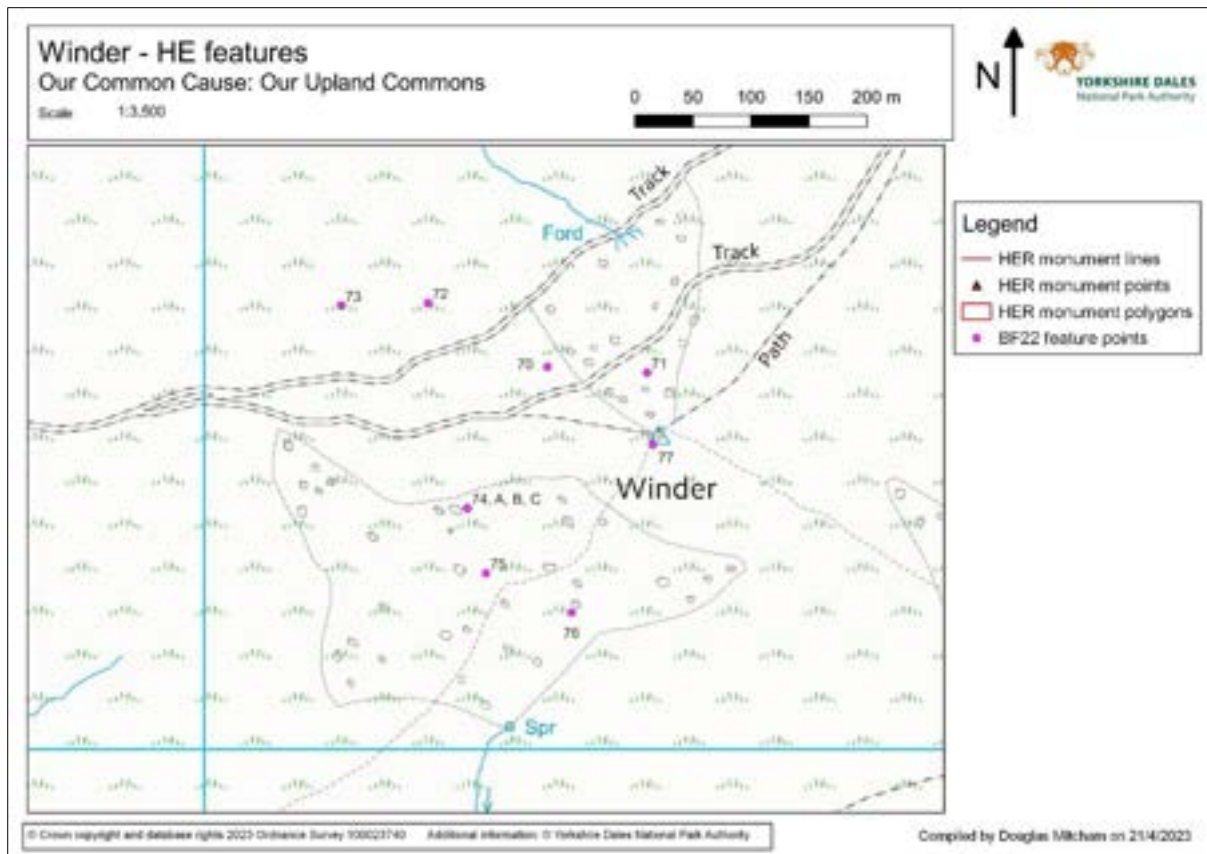 Winder - HE features
Our Common Cause: Our Upland Commons
Scale 1:3,500
0 50 100 150 200 m
N
YORKSHIRE DALES
National Park Authority
Legend
HER monument lines
HER monument points
HER monument polygons
BF22 feature points
Track
Ford
Track
Path
73
72
70
71
77
Winder
74, A, B, C
75
76
Spr
© Crown copyright and database rights 2023 Ordnance Survey 100023740 Additional information: © Yorkshire Dales National Park Authority
Compiled by Douglas Mitcham on 21/4/2023